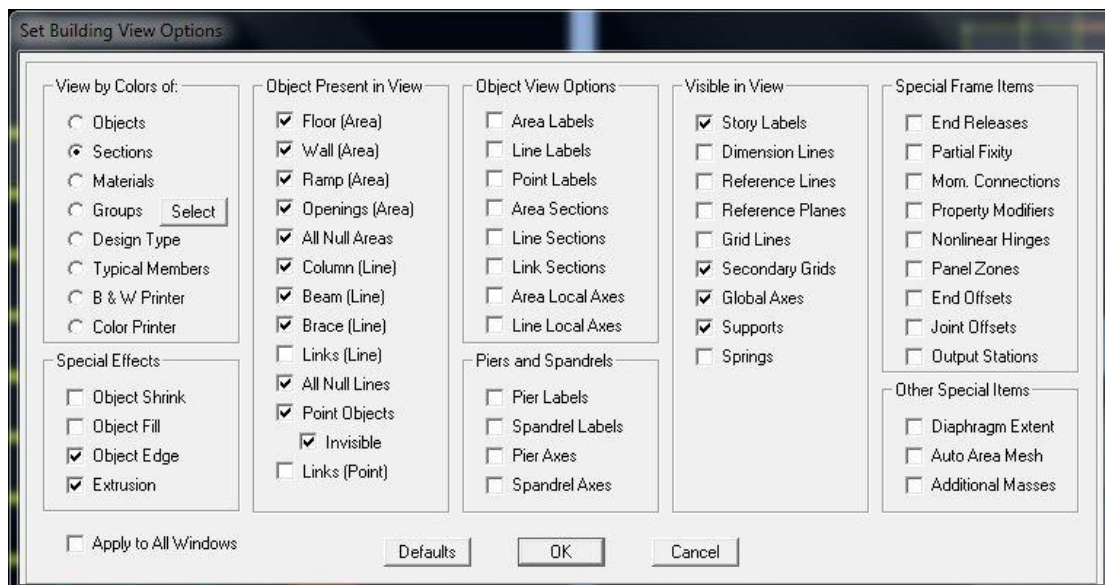 Set Building View Options
View by Colors of:
Objects
Sections
Materials
Groups
Select
Design Type
Typical Members
B & W Printer
Color Printer
Special Effects
Object Shrink
Object Fill
Object Edge
Extrusion
Object Present in View
Floor (Area)
Wall (Area)
Ramp (Area)
Openings (Area)
All Null Areas
Column (Line)
Beam (Line)
Brace (Line)
Links (Line)
All Null Lines
Point Objects
Invisible
Links (Point)
Object View Options
Area Labels
Line Labels
Point Labels
Area Sections
Line Sections
Link Sections
Area Local Axes
Line Local Axes
Piers and Spandrels
Pier Labels
Spandrel Labels
Pier Axes
Spandrel Axes
Visible in View
Story Labels
Dimension Lines
Reference Lines
Reference Planes
Grid Lines
Secondary Grids
Global Axes
Supports
Springs
Special Frame Items
End Releases
Partial Fixity
Mom. Connections
Property Modifiers
Nonlinear Hinges
Panel Zones
End Offsets
Joint Offsets
Output Stations
Other Special Items
Diaphragm Extent
Auto Area Mesh
Additional Masses
Apply to All Windows
Defaults
OK
Cancel